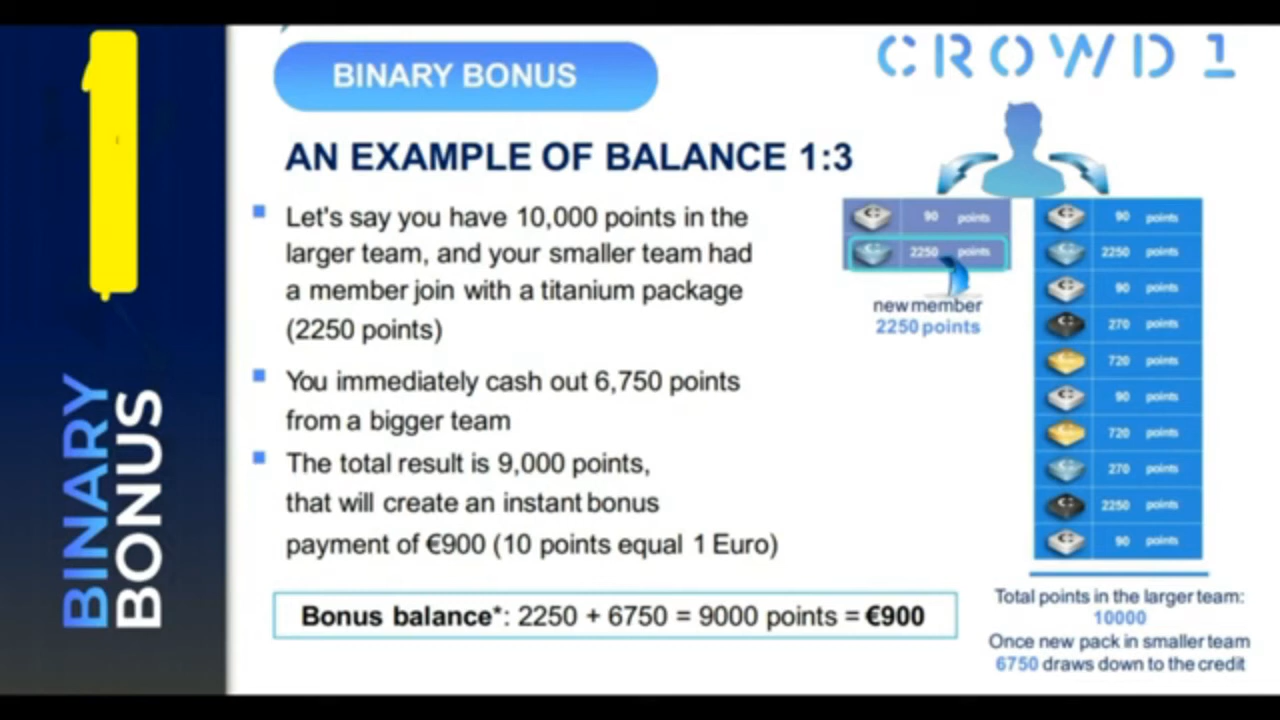 BINARY
BONUS
BINARY BONUS
CROWD 1
AN EXAMPLE OF BALANCE 1:3
Let's say you have 10,000 points in the
larger team, and your smaller team had
a member join with a titanium package
(2250 points)
You immediately cash out 6,750 points
from a bigger team
The total result is 9,000 points,
that will create an instant bonus
payment of €900 (10 points equal 1 Euro)
Bonus balance*: 2250 + 6750 = 9000 points = €900
90 points
2250 points
new member
2250 points
90 points
2250 points
90 points
270 points
720 points
90 points
720 points
270 points
2250 points
90 points
Total points in the larger team:
10000
Once new pack in smaller team
6750 draws down to the credit